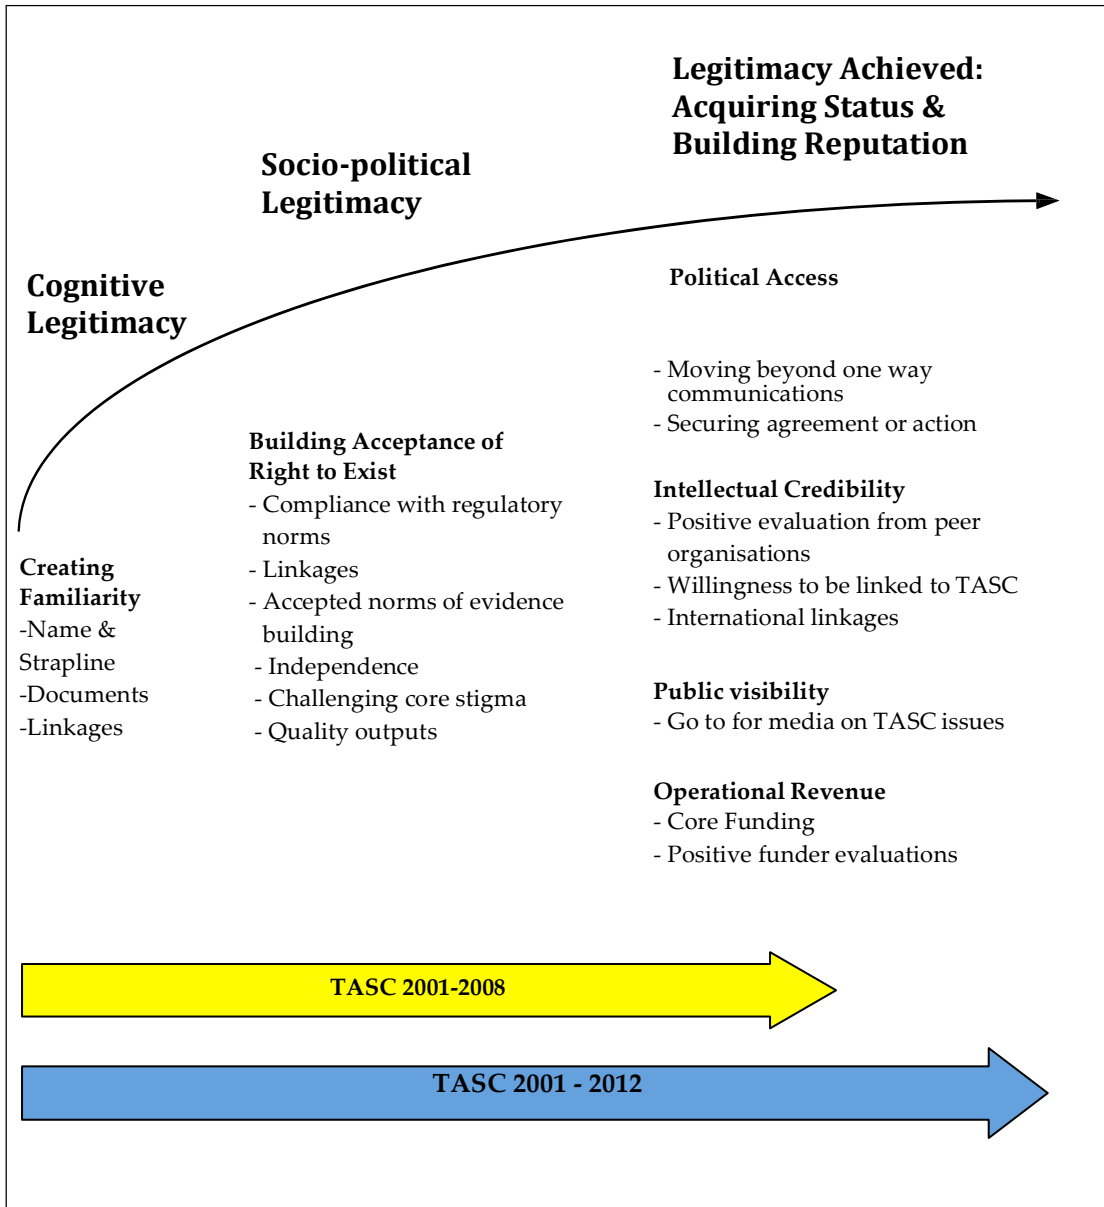 Legitimacy Achieved:
Acquiring Status &
Building Reputation
Socio-political
Legitimacy
Cognitive
Legitimacy
Political Access
- Moving beyond one way
communications
- Securing agreement or action
Building Acceptance of
Right to Exist
- Compliance with regulatory
norms
- Linkages
- Accepted norms of evidence
building
- Independence
- Challenging core stigma
- Quality outputs
Intellectual Credibility
- Positive evaluation from peer
organisations
- Willingness to be linked to TASC
- International linkages
Creating
Familiarity
-Name &
Strapline
-Documents
-Linkages
Public visibility
- Go to for media on TASC issues
Operational Revenue
- Core Funding
- Positive funder evaluations
TASC 2001-2008
TASC 2001 - 2012